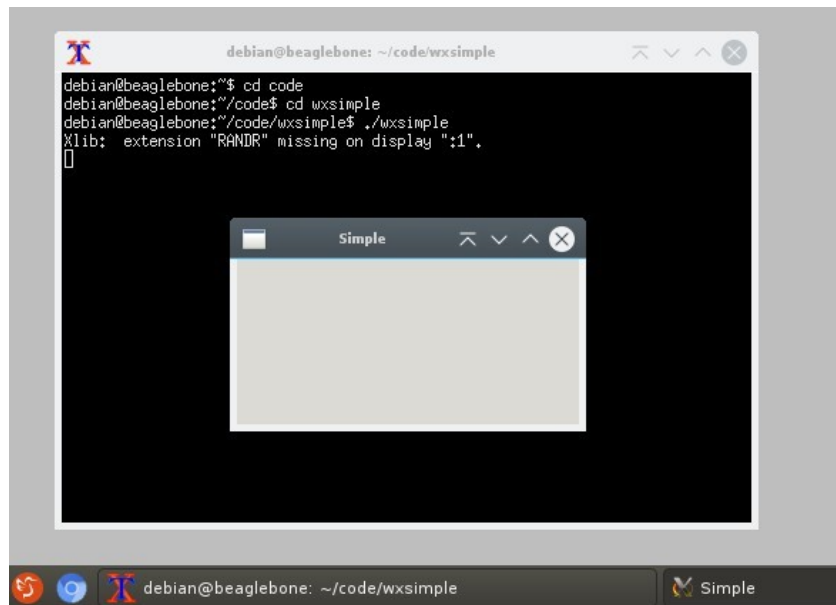 debian@beaglebone: ~/code/wxsimple
debian@beaglebone:~$ cd code
debian@beaglebone:~/code$ cd wxsimple
debian@beaglebone:~/code/wxsimple$ ./wxsimple
Xlib:  extension "RANDR" missing on display ":1".
Simple
debian@beaglebone: ~/code/wxsimple
Simple